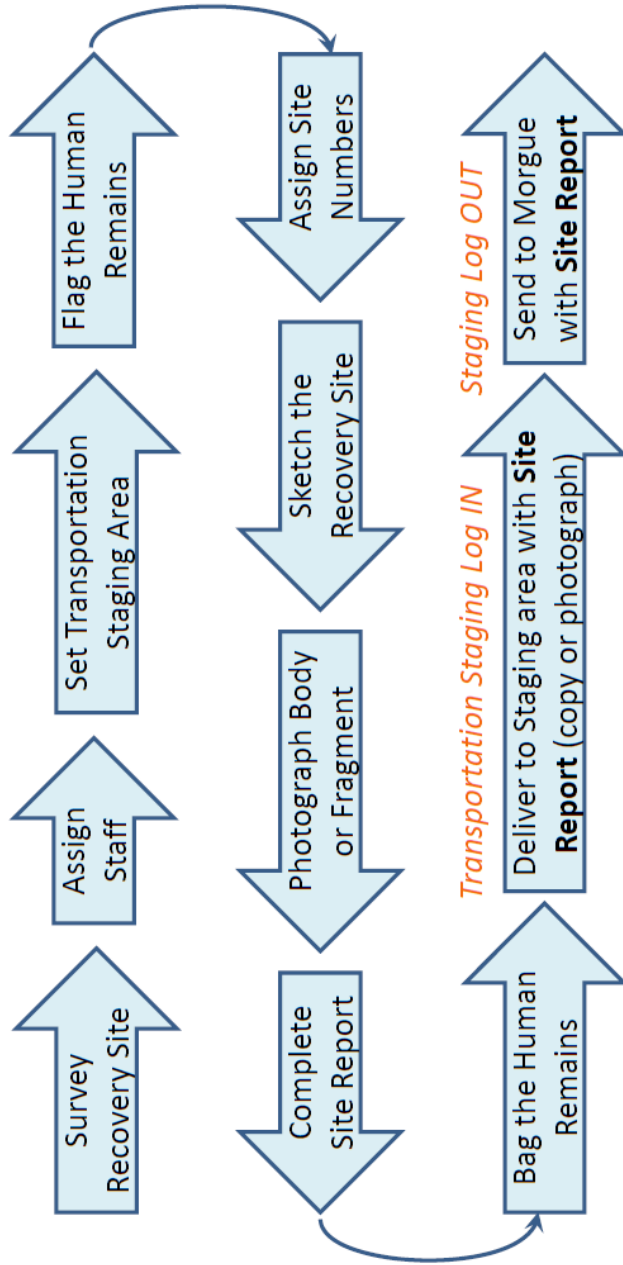 Survey
Recovery Site
Assign
Staff
Set Transportation
Staging Area
Flag the Human
Remains
Assign Site
Numbers
Sketch the
Recovery Site
Photograph Body
or Fragment
Complete
Site Report
Bag the Human
Remains
Transportation Staging Log IN
Deliver to Staging area with Site
Report (copy or photograph)
Staging Log OUT
Send to Morgue
with Site Report